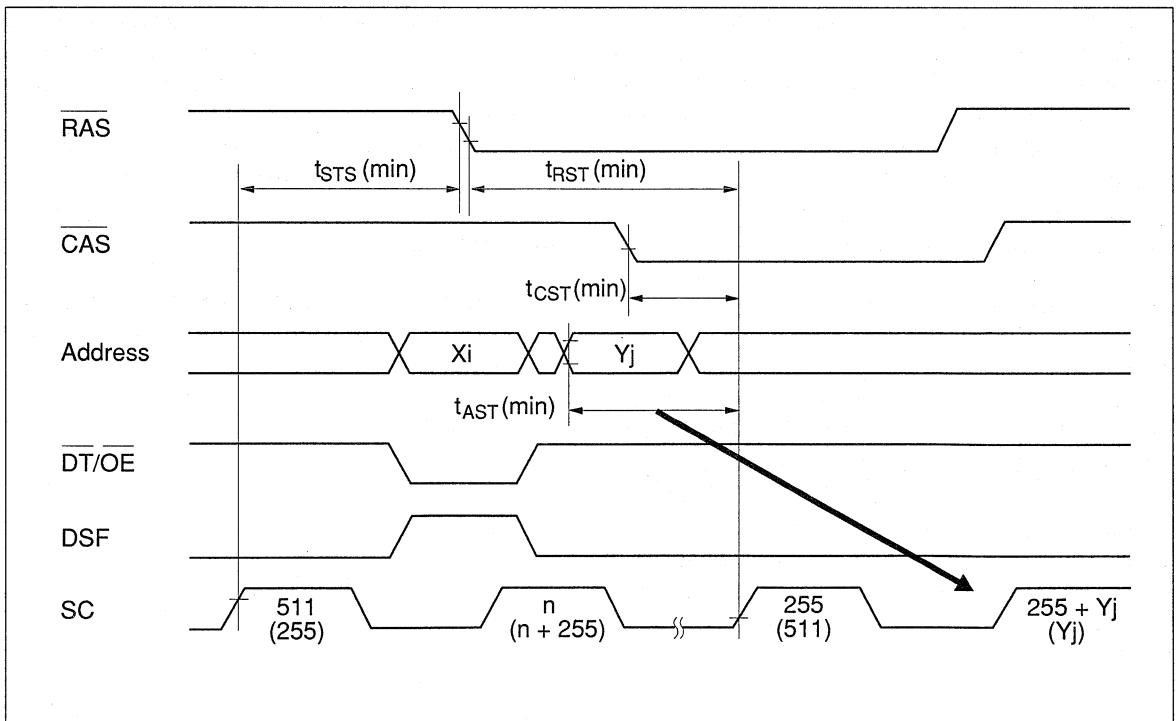 RAS
tSTS (min)
tRST (min)
CAS
tCST (min)
Address
Xi
Yj
tAST (min)
DT/OE
DSF
SC
511
(255)
n
(n + 255)
255
(511)
255 + Yj
(Yj)